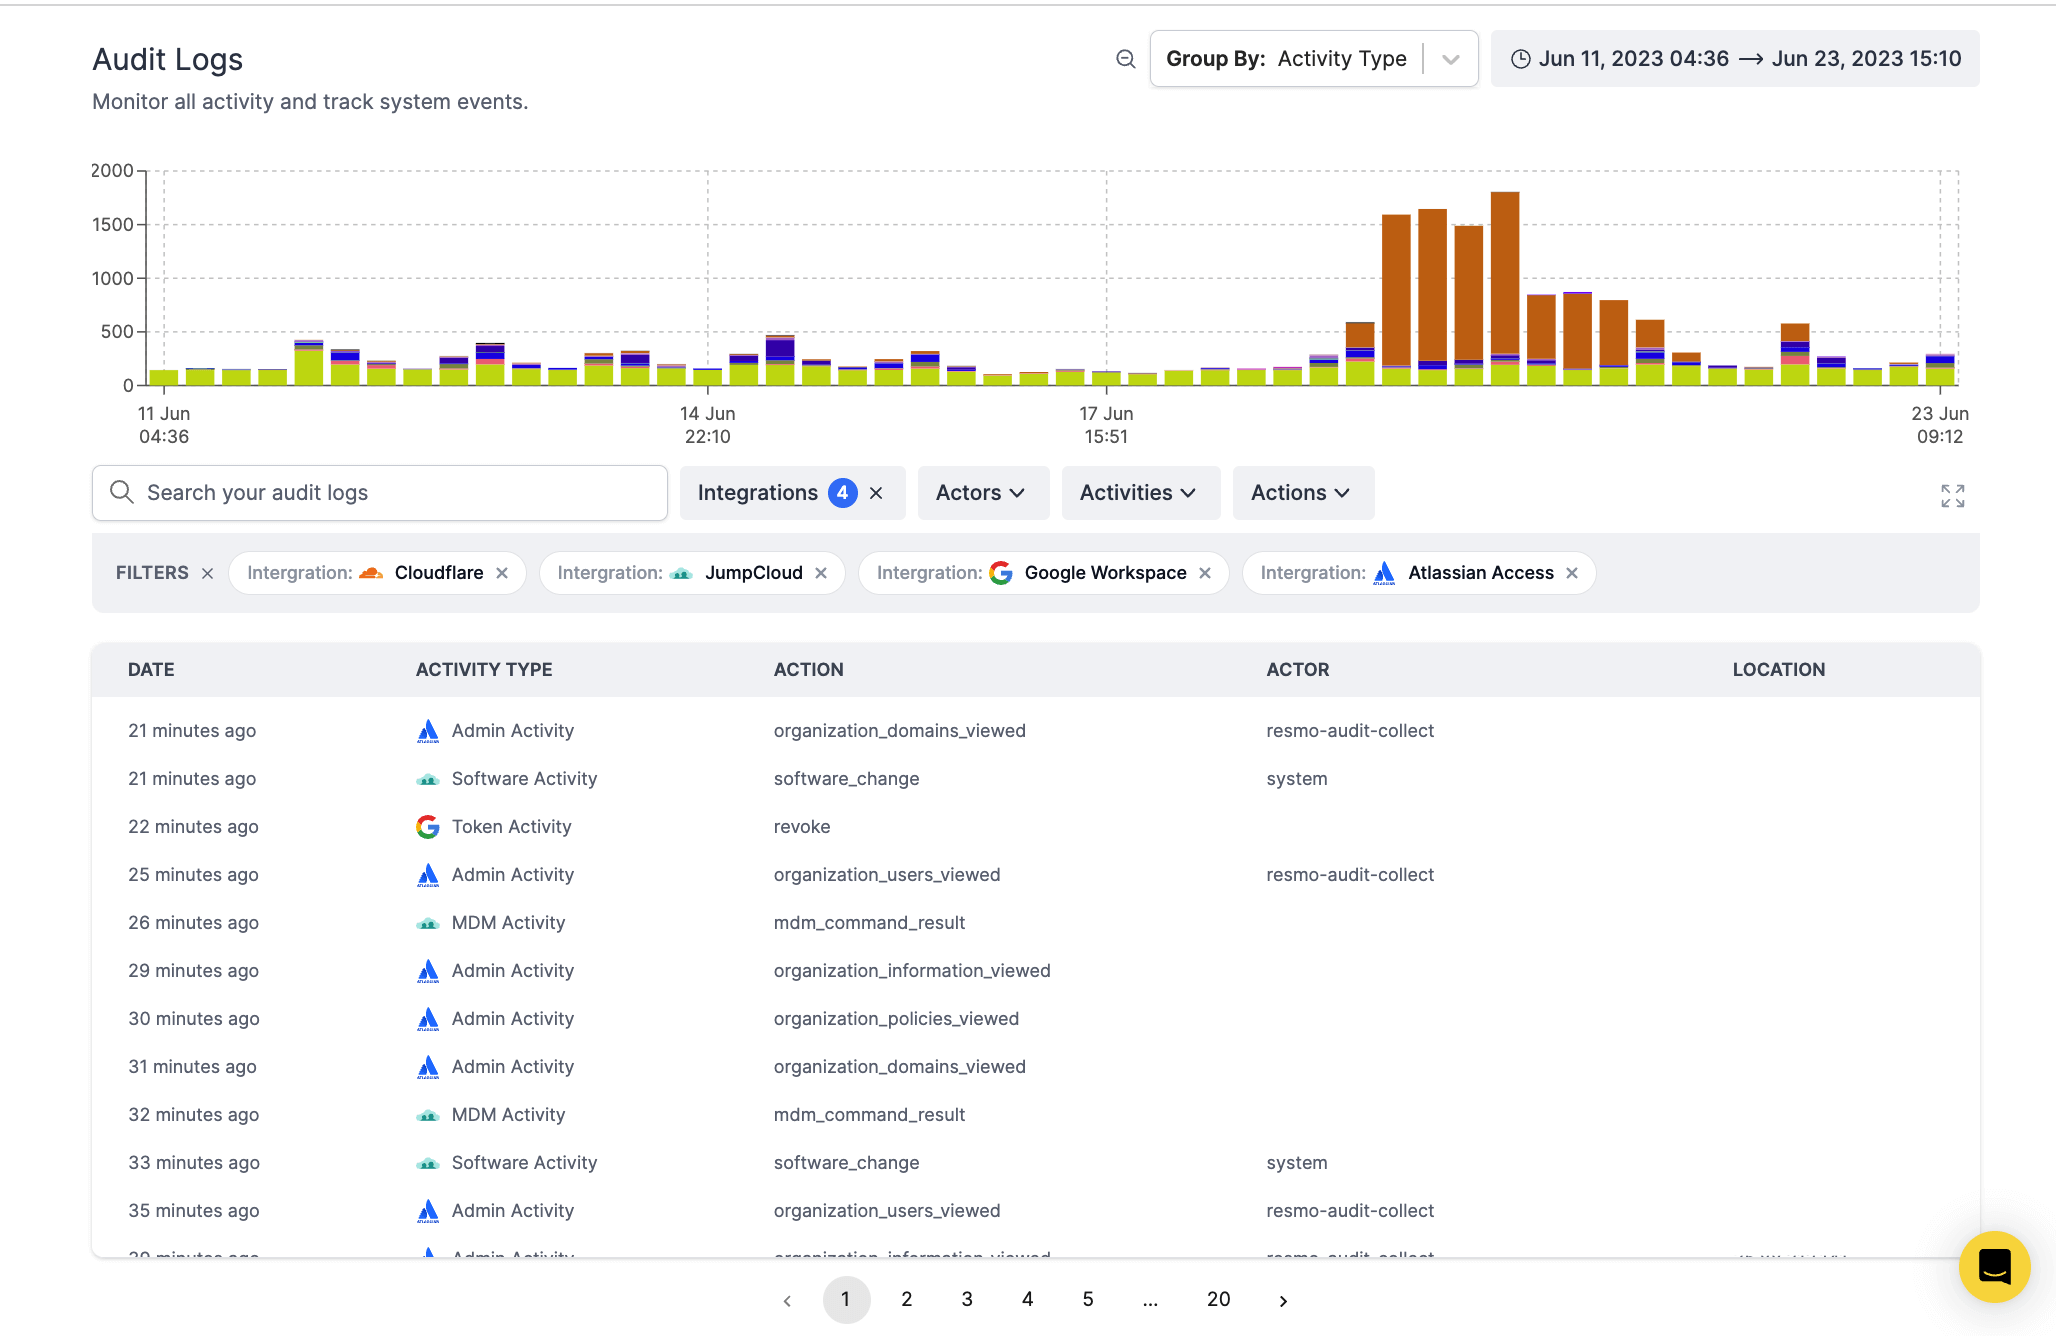 Audit Logs
Monitor all activity and track system events.
Group By: Activity Type
Jun 11, 2023 04:36 → Jun 23, 2023 15:10
2000
1500
1000
500
0
11 Jun 14 Jun 17 Jun 23 Jun
04:36 22:10 15:51 09:12
Search your audit logs
Integrations 4 ×
Actors
Activities
Actions
FILTERS ×
Intergration: Cloudflare ×
Intergration: JumpCloud ×
Intergration: Google Workspace ×
Intergration: Atlassian Access ×
DATE ACTIVITY TYPE ACTION ACTOR LOCATION
21 minutes ago Admin Activity organization_domains_viewed resmo-audit-collect
21 minutes ago Software Activity software_change system
22 minutes ago Token Activity revoke
25 minutes ago Admin Activity organization_users_viewed resmo-audit-collect
26 minutes ago MDM Activity mdm_command_result
29 minutes ago Admin Activity organization_information_viewed
30 minutes ago Admin Activity organization_policies_viewed
31 minutes ago Admin Activity organization_domains_viewed
32 minutes ago MDM Activity mdm_command_result
33 minutes ago Software Activity software_change system
35 minutes ago Admin Activity organization_users_viewed resmo-audit-collect
minutes ago Admin Activity organization_information_viewed resmo-audit-collect
‹ 1 2 3 4 5 ... 20 ›